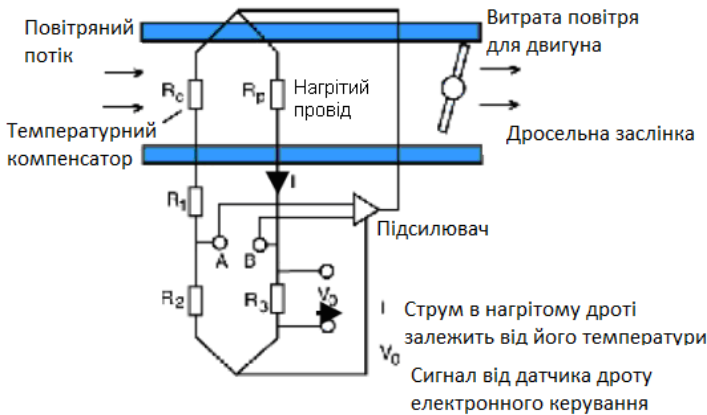 Повітряний
потік
Витрата повітря
для двигуна
Rc
Rp
Нагрітий
провід
Температурний
компенсатор
Дросельна заслінка
I
R1
Підсилювач
A
B
R2
R3
V0
I
Струм в нагрітому дроті
залежить від його температури
V0
Сигнал від датчика дроту
електронного керування